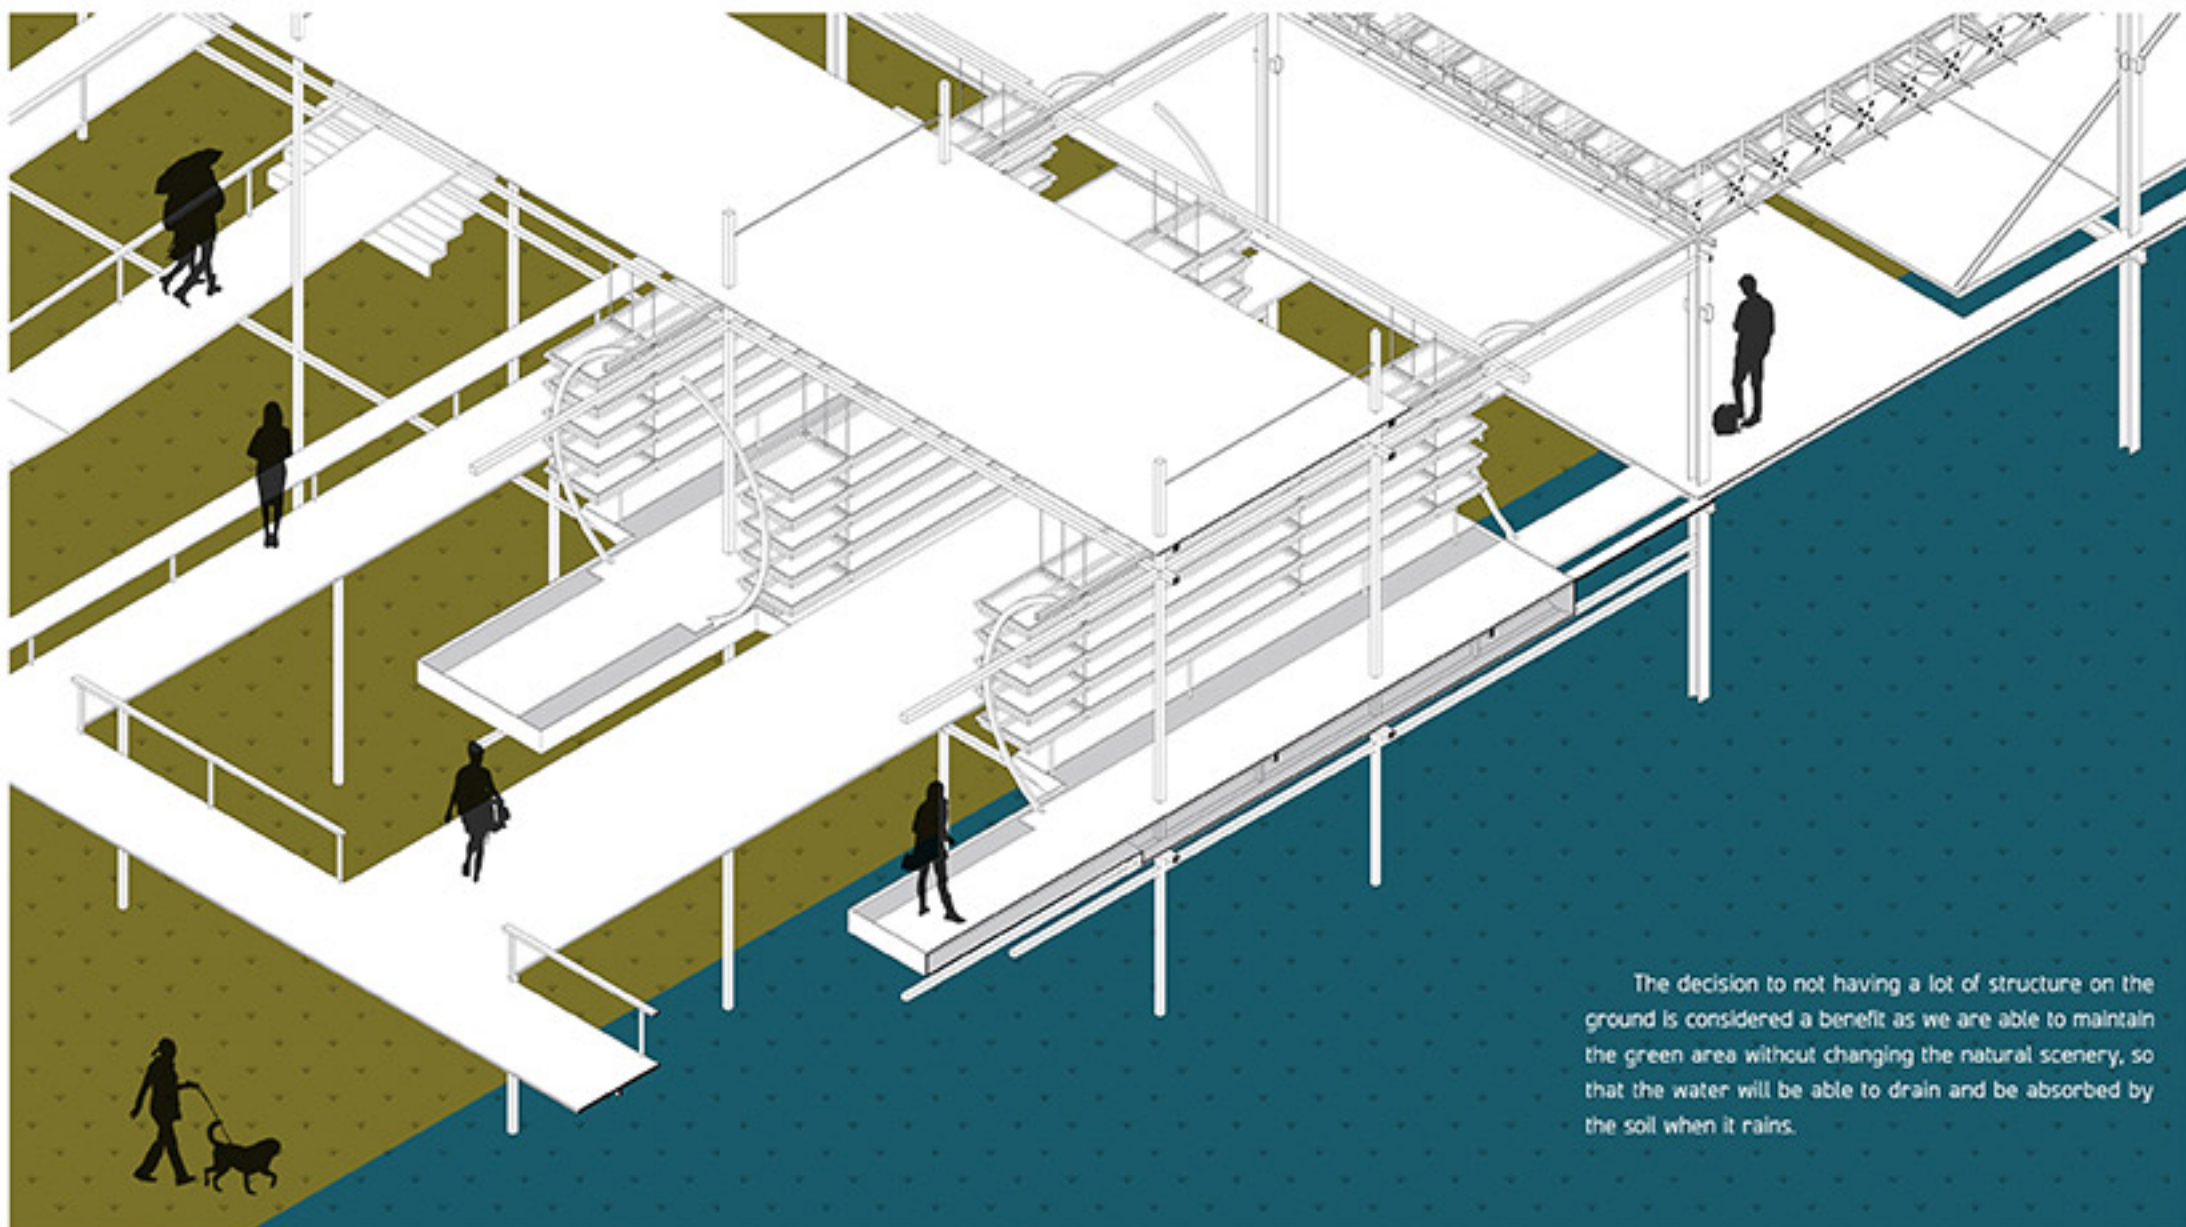 The decision to not having a lot of structure on the
ground is considered a benefit as we are able to maintain
the green area without changing the natural scenery, so
that the water will be able to drain and be absorbed by
the soil when it rains.